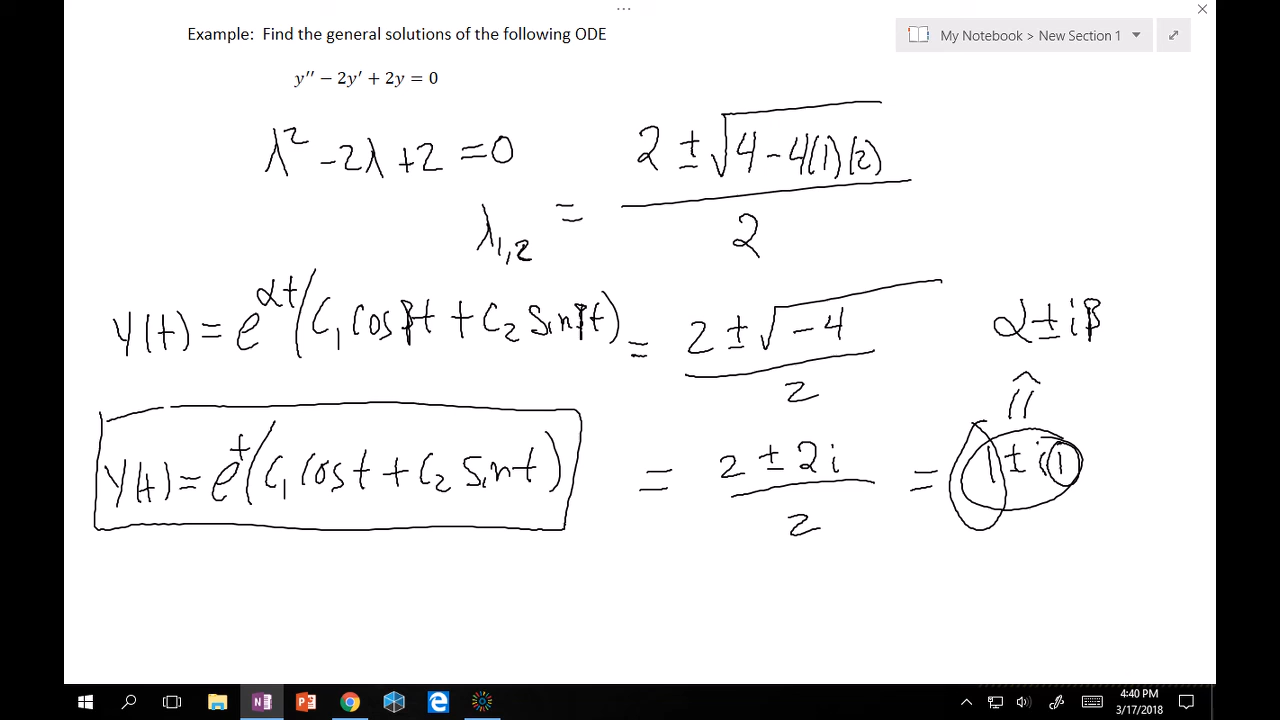 ...
Example: Find the general solutions of the following ODE
My Notebook > New Section 1
y′′ − 2y′ + 2y = 0
λ² - 2λ + 2 = 0
λ₁,₂ = (2 ± √(4 - 4(1)(2))) / 2
Y(t) = e^αt (C₁ cos βt + C₂ sin βt)
= (2 ± √-4) / 2
α ± iβ
=
Y(t) = e^t (C₁ cos t + C₂ sin t)
= (2 ± 2i) / 2 = 1 ± i1
4:40 PM
3/17/2018